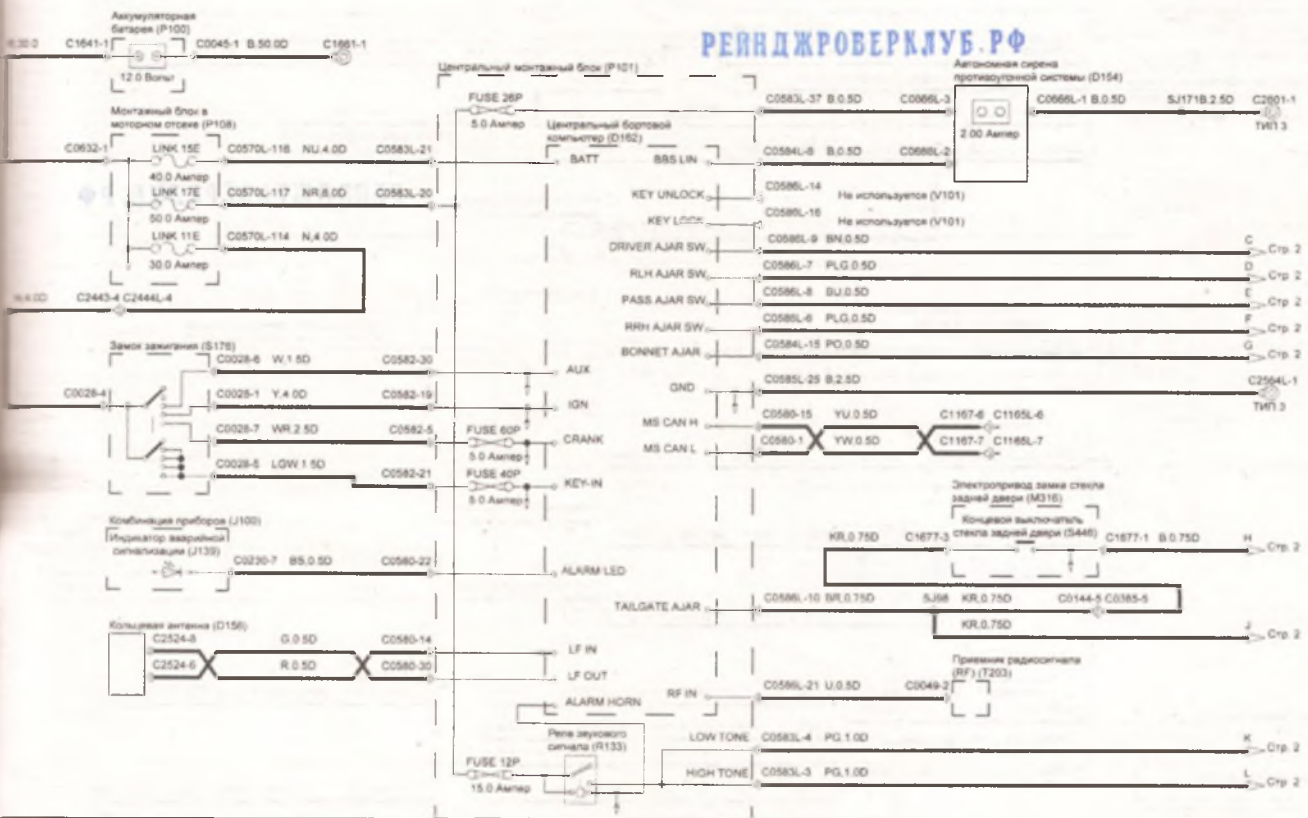 РЕЙНДЖРОВЕРКЛУБ.РФ
Аккумуляторная
батарея (P100)
C1641-1
C0045-1 B.50.0D
C1661-1
12.0 Вольт
Монтажный блок в
моторном отсеке (P108)
C0632-1
LINK 15E
C0570L-116 NU.4.0D
C0583L-21
40.0 Ампер
LINK 17E
C0570L-117 NR,6.0D
C0583L-20
50.0 Ампер
LINK 11E
C0570L-114 N,4.0D
30.0 Ампер
C2443-4 C2444L-4
Замок зажигания (S176)
C0028-4
C0028-6 W,1.5D
C0582-30
C0028-1 Y.4.0D
C0582-19
C0028-7 WR,2.5D
C0582-5
C0028-5 LGW.1.5D
C0582-21
Комбинация приборов (J100)
Индикатор аварийной
сигнализации (J139)
C0230-7 BS,0.5D
C0580-22
Кольцевая антенна (D156)
C2524-8
G.0.5D
C0580-14
C2524-6
R.0.5D
C0580-30
Центральный монтажный блок (P101)
FUSE 26P
5.0 Ампер
Центральный бортовой
компьютер (D162)
BATT
BBS LIN
KEY UNLOCK
KEY LOCK
DRIVER AJAR SW
RLH AJAR SW
PASS AJAR SW
RRH AJAR SW
BONNET AJAR
AUX
GND
IGN
MS CAN H
FUSE 60P
CRANK
5.0 Ампер
MS CAN L
FUSE 40P
KEY-IN
5.0 Ампер
ALARM LED
TAILGATE AJAR
LF IN
LF OUT
RF IN
ALARM HORN
Реле звукового
сигнала (R133)
LOW TONE
FUSE 12P
HIGH TONE
15.0 Ампер
Автономная сирена
противоугонной системы (D154)
C0583L-37 B.0.5D
C0666L-3
C0666L-1 B.0.5D
SJ171B.2.5D
C2601-1
ТИП 3
2.00 Ампер
C0584L-6 B,0.5D
C0666L-2
C0586L-14
Не используется (V101)
C0586L-16
Не используется (V101)
C0586L-9 BN,0.5D
C
Стр. 2
C0586L-7 PLG.0.5D
D
Стр. 2
C0586L-8 BU.0.5D
E
Стр. 2
C0586L-6 PLG,0.5D
F
Стр. 2
C0584L-15 PO,0.5D
G
Стр. 2
C0585L-25 B.2.5D
C2564L-1
ТИП 3
C0580-15 YU.0.5D
C1167-6 C1165L-6
C0580-1 YW.0.5D
C1167-7 C1165L-7
Электропривод замка стекла
задней двери (M316)
Концевой выключатель
стекла задней двери (S446)
KR,0.75D
C1677-3
C1677-1 B.0.75D
H
Стр. 2
C0586L-10 BR,0.75D
SJ98
KR,0.75D
C0144-5 C0385-5
KR,0.75D
J
Стр. 2
Приемник радиосигнала
(RF) (T203)
C0586L-21 U,0.5D
C0049-2
C0583L-4 PG,1.0D
K
Стр. 2
C0583L-3 PG,1.0D
L
Стр. 2